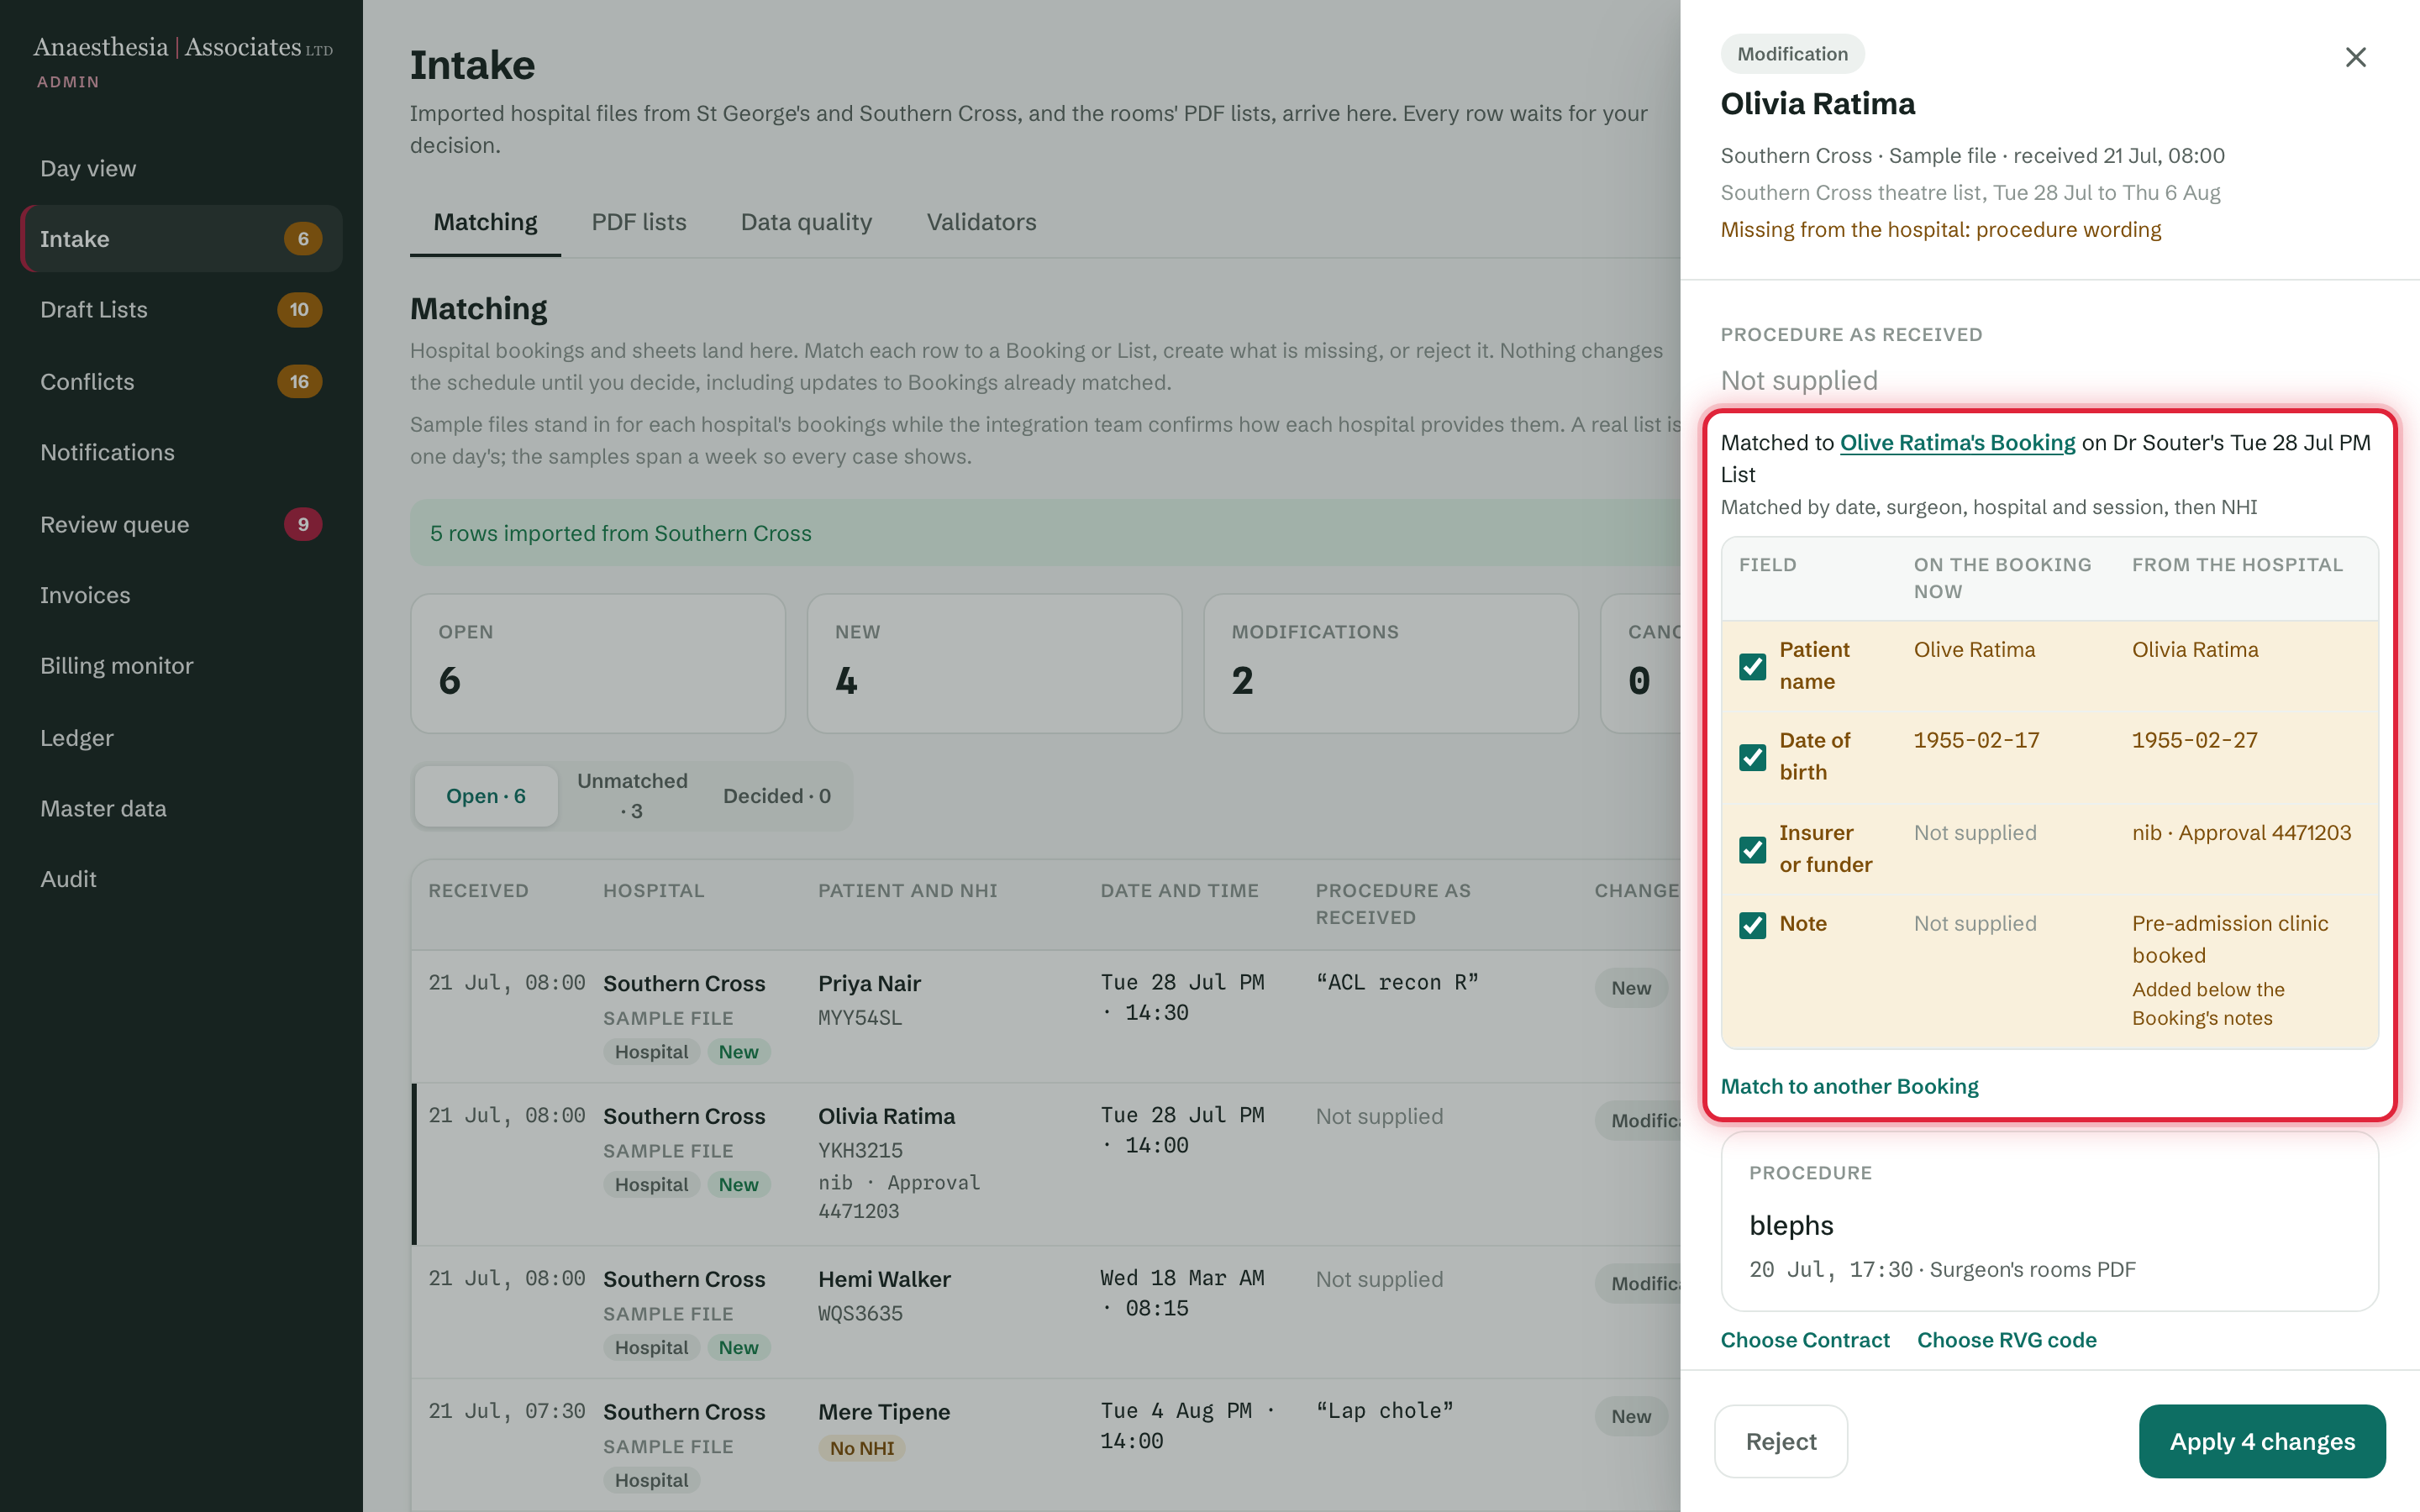 Anaesthesia | Associates LTD
ADMIN
Day view
Intake 6
Draft Lists 10
Conflicts 16
Notifications
Review queue 9
Invoices
Billing monitor
Ledger
Master data
Audit
Intake
Imported hospital files from St George's and Southern Cross, and the rooms' PDF lists, arrive here. Every row waits for your
decision.
Matching PDF lists Data quality Validators
Matching
Hospital bookings and sheets land here. Match each row to a Booking or List, create what is missing, or reject it. Nothing changes
the schedule until you decide, including updates to Bookings already matched.
Sample files stand in for each hospital's bookings while the integration team confirms how each hospital provides them. A real list is
one day's; the samples span a week so every case shows.
5 rows imported from Southern Cross
OPEN
6
NEW
4
MODIFICATIONS
2
CANC
0
Open · 6
Unmatched
· 3
Decided · 0
RECEIVED HOSPITAL PATIENT AND NHI DATE AND TIME PROCEDURE AS CHANGE
RECEIVED
21 Jul, 08:00 Southern Cross Priya Nair Tue 28 Jul PM “ACL recon R” New
SAMPLE FILE MYY54SL · 14:30
Hospital New
21 Jul, 08:00 Southern Cross Olivia Ratima Tue 28 Jul PM Not supplied Modifica
SAMPLE FILE YKH3215 · 14:00
Hospital New nib · Approval
4471203
21 Jul, 08:00 Southern Cross Hemi Walker Wed 18 Mar AM Not supplied Modifica
SAMPLE FILE WQS3635 · 08:15
Hospital New
21 Jul, 07:30 Southern Cross Mere Tipene Tue 4 Aug PM · “Lap chole” New
SAMPLE FILE No NHI 14:00
Hospital
Modification
Olivia Ratima
Southern Cross · Sample file · received 21 Jul, 08:00
Southern Cross theatre list, Tue 28 Jul to Thu 6 Aug
Missing from the hospital: procedure wording
PROCEDURE AS RECEIVED
Not supplied
Matched to Olive Ratima's Booking on Dr Souter's Tue 28 Jul PM
List
Matched by date, surgeon, hospital and session, then NHI
FIELD ON THE BOOKING FROM THE HOSPITAL
NOW
Patient Olive Ratima Olivia Ratima
name
Date of 1955-02-17 1955-02-27
birth
Insurer Not supplied nib · Approval 4471203
or funder
Note Not supplied Pre-admission clinic
booked
Added below the
Booking's notes
Match to another Booking
PROCEDURE
blephs
20 Jul, 17:30 · Surgeon's rooms PDF
Choose Contract Choose RVG code
Reject Apply 4 changes